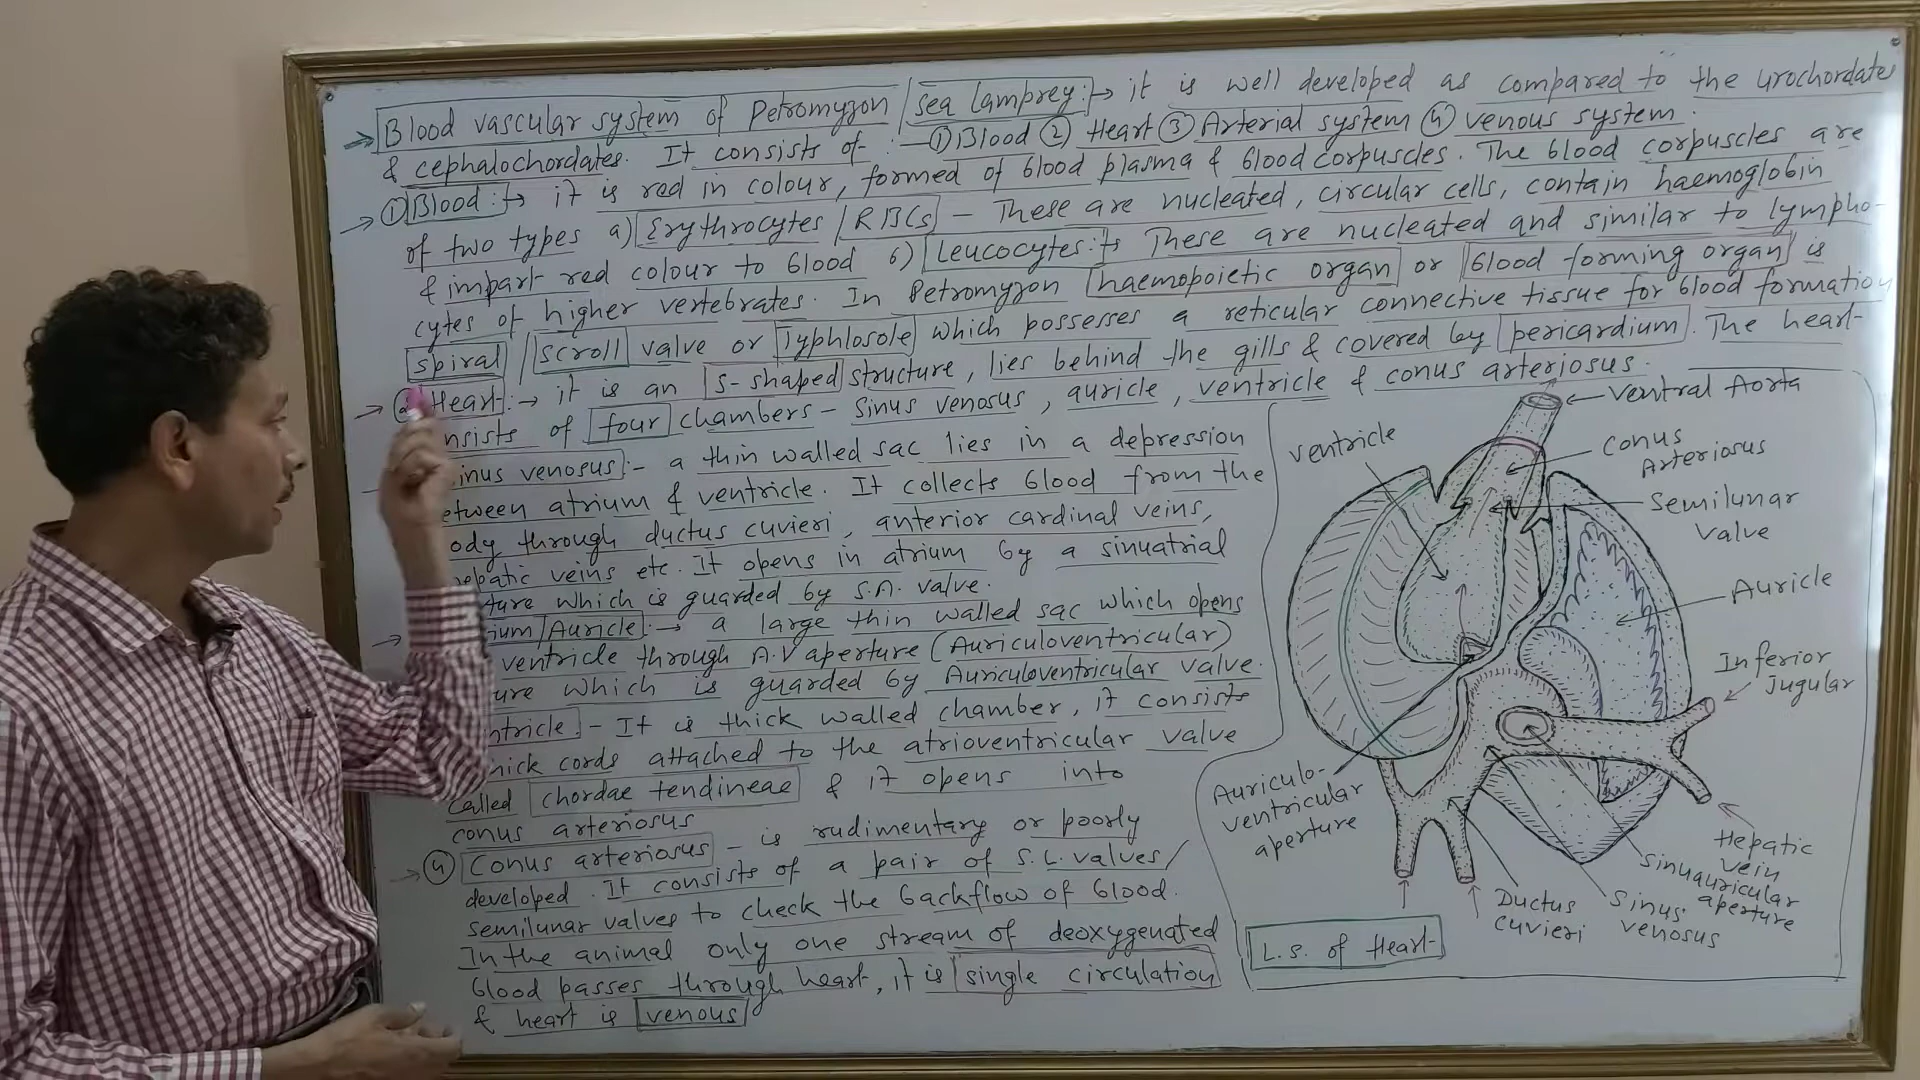 Blood vascular system of Petromyzon / Sea Lamprey :→ it is well developed as compared to the urochordates
& cephalochordates. It consists of :— ① Blood ② Heart ③ Arterial system ④ venous system.
① Blood :→ it is red in colour, formed of blood plasma & blood corpuscles. The blood corpuscles are
of two types a) Erythrocytes / RBCs – These are nucleated, circular cells, contain haemoglobin
& impart red colour to blood b) Leucocytes :→ These are nucleated and similar to lympho-
cytes of higher vertebrates. In Petromyzon haemopoietic organ or blood forming organ is
spiral / scroll valve or Typhlosole which possesses a reticular connective tissue for blood formation
② Heart :→ it is an S-shaped structure, lies behind the gills & covered by pericardium. The heart
nsists of four chambers – Sinus venosus, auricle, ventricle & conus arteriosus.
inus venosus :- a thin walled sac lies in a depression
etween atrium & ventricle. It collects blood from the
ody through ductus cuvieri, anterior cardinal veins,
hepatic veins etc. It opens in atrium by a sinuatrial
ture which is guarded by S.A. valve.
ium / Auricle :→ a large thin walled sac which opens
ventricle through A.V aperture (Auriculoventricular)
ure which is guarded by Auriculoventricular valve.
ntricle – It is thick walled chamber, it consists
hick cords attached to the atrioventricular valve
called chordae tendineae & it opens into
conus arteriosus
④ Conus arteriosus – is rudimentary or poorly
developed. It consists of a pair of S.L. valves/
semilunar valves to check the backflow of blood.
In the animal only one stream of deoxygenated
blood passes through heart, it is single circulation
& heart is venous
ventricle
Ventral Aorta
Conus
Arteriosus
Semilunar
Valve
Auricle
Inferior
jugular
Auriculo-
ventricular
aperture
Hepatic
vein
Sinuauricular
aperture
Sinus
venosus
Ductus
cuvieri
L.S. of Heart